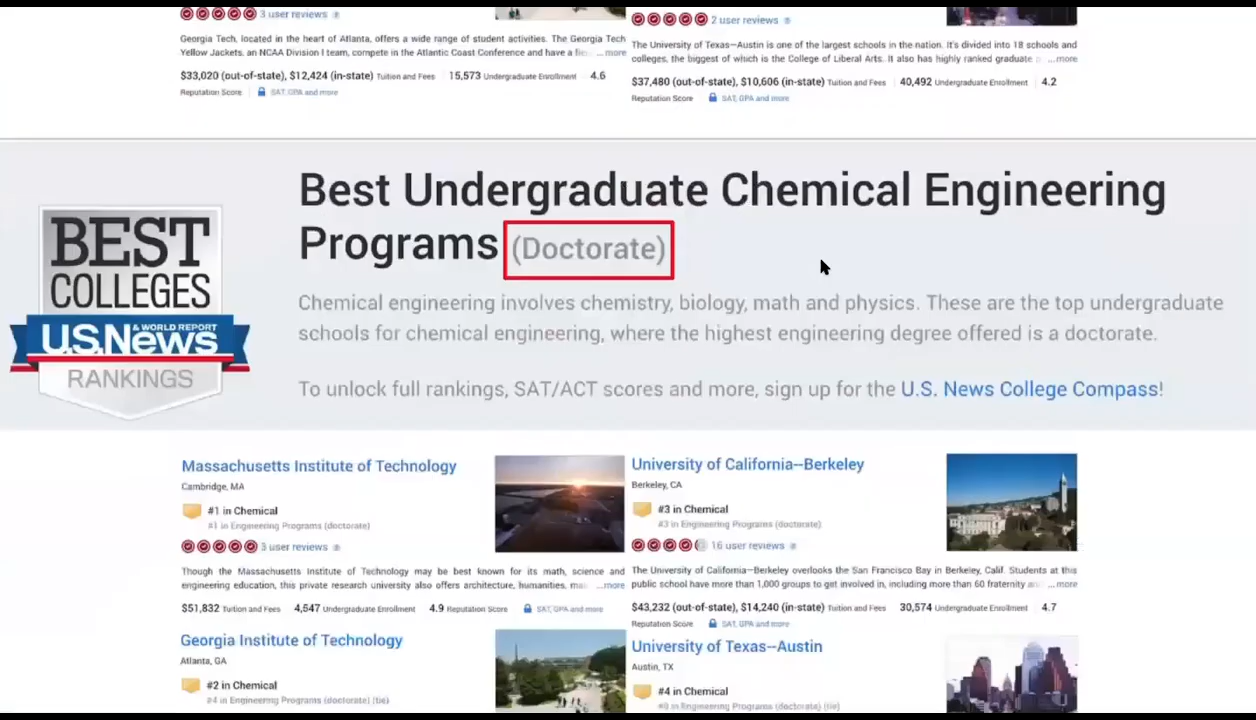 3 user reviews
Georgia Tech, located in the heart of Atlanta, offers a wide range of student activities. The Georgia Tech
Yellow Jackets, an NCAA Division I team, compete in the Atlantic Coast Conference and have a ...more
$33,020 (out-of-state), $12,424 (in-state) Tuition and Fees 15,573 Undergraduate Enrollment 4.6
Reputation Score SAT, GPA and more
2 user reviews
The University of Texas—Austin is one of the largest schools in the nation. It's divided into 18 schools and
colleges, the biggest of which is the College of Liberal Arts. It also has highly ranked graduate ...more
$37,480 (out-of-state), $10,606 (in-state) Tuition and Fees 40,492 Undergraduate Enrollment 4.2
Reputation Score SAT, GPA and more
BEST
COLLEGES
U.S.News & WORLD REPORT
RANKINGS
Best Undergraduate Chemical Engineering
Programs (Doctorate)
Chemical engineering involves chemistry, biology, math and physics. These are the top undergraduate
schools for chemical engineering, where the highest engineering degree offered is a doctorate.
To unlock full rankings, SAT/ACT scores and more, sign up for the U.S. News College Compass!
Massachusetts Institute of Technology
Cambridge, MA
#1 in Chemical
#1 in Engineering Programs (doctorate)
3 user reviews
Though the Massachusetts Institute of Technology may be best known for its math, science and
engineering education, this private research university also offers architecture, humanities, ...more
$51,832 Tuition and Fees 4,547 Undergraduate Enrollment 4.9 Reputation Score SAT, GPA and more
University of California--Berkeley
Berkeley, CA
#3 in Chemical
#3 in Engineering Programs (doctorate)
16 user reviews
The University of California—Berkeley overlooks the San Francisco Bay in Berkeley, Calif. Students at this
public school have more than 1,000 groups to get involved in, including more than 60 fraternity ...more
$43,232 (out-of-state), $14,240 (in-state) Tuition and Fees 30,574 Undergraduate Enrollment 4.7
Reputation Score SAT, GPA and more
Georgia Institute of Technology
Atlanta, GA
#2 in Chemical
#4 in Engineering Programs (doctorate) (tie)
University of Texas--Austin
Austin, TX
#4 in Chemical
in Engineering Programs (doctorate) (tie)